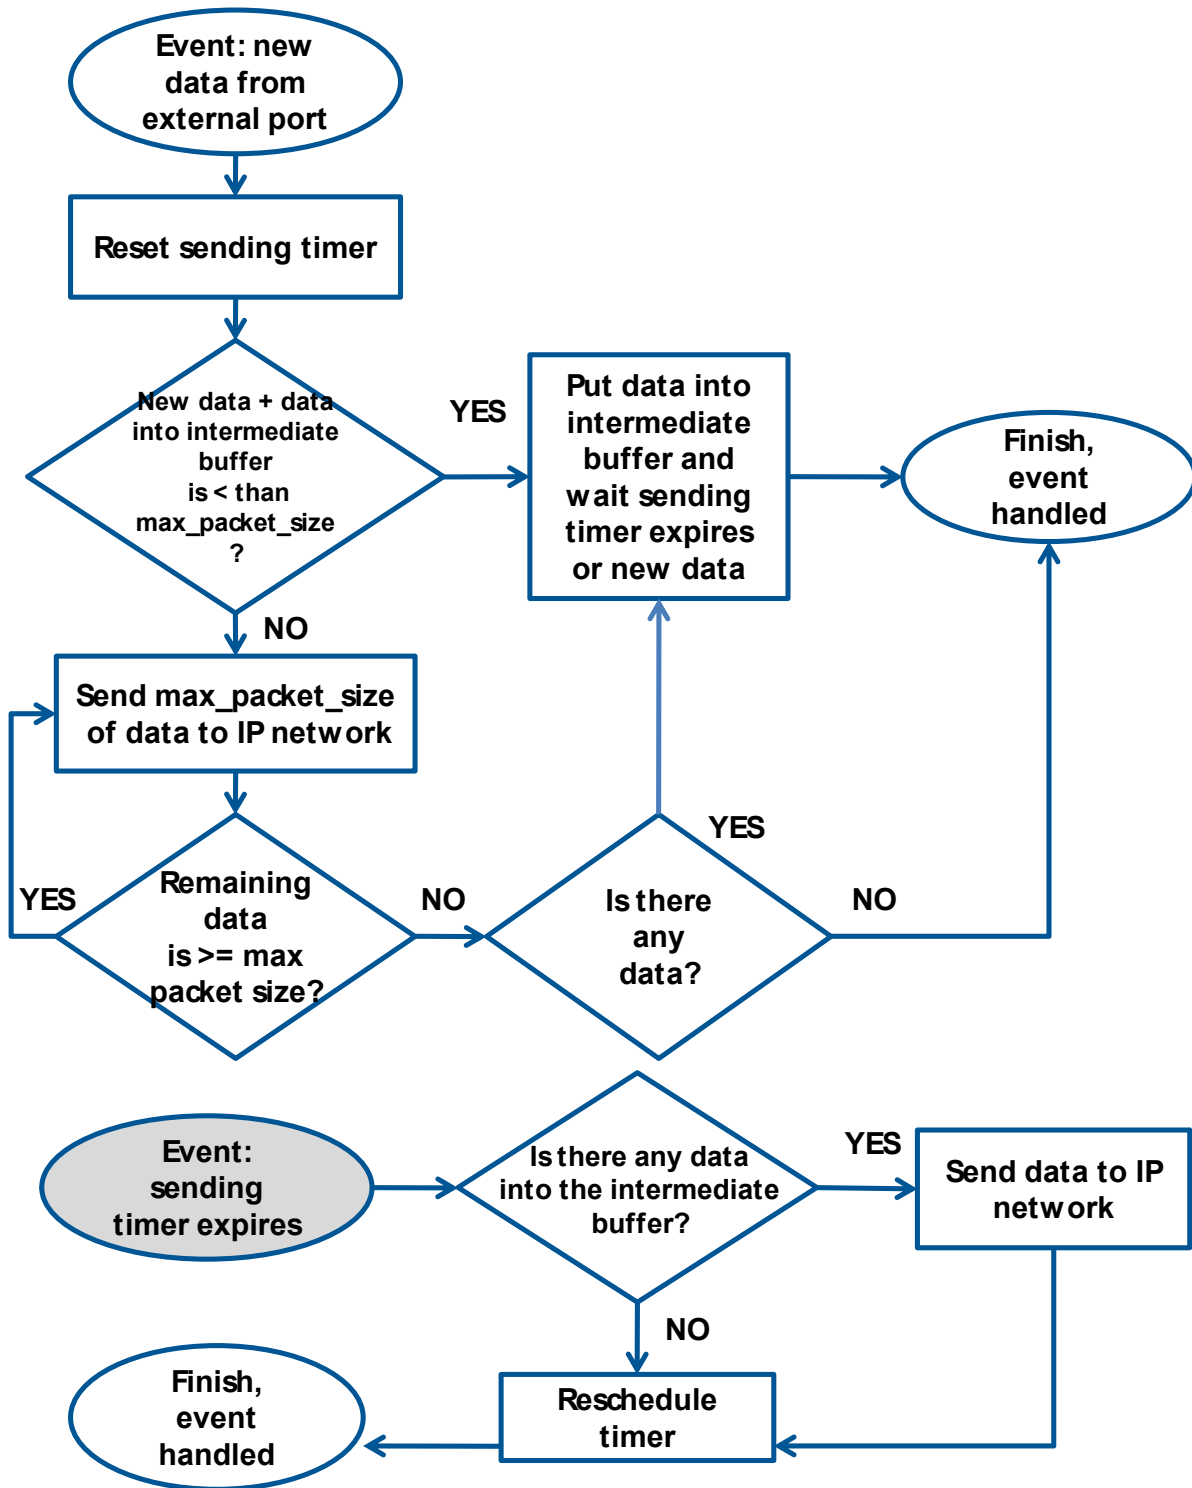 Event: new
data from
external port
Reset sending timer
New data + data
into intermediate
buffer
is < than
max_packet_size
?
YES
Put data into
intermediate
buffer and
wait sending
timer expires
or new data
Finish,
event
handled
NO
Send max_packet_size
of data to IP network
YES
Remaining
data
is >= max
packet size?
NO
YES
Is there
any
data?
NO
Event:
sending
timer expires
Is there any data
into the intermediate
buffer?
YES
Send data to IP
network
NO
Reschedule
timer
Finish,
event
handled